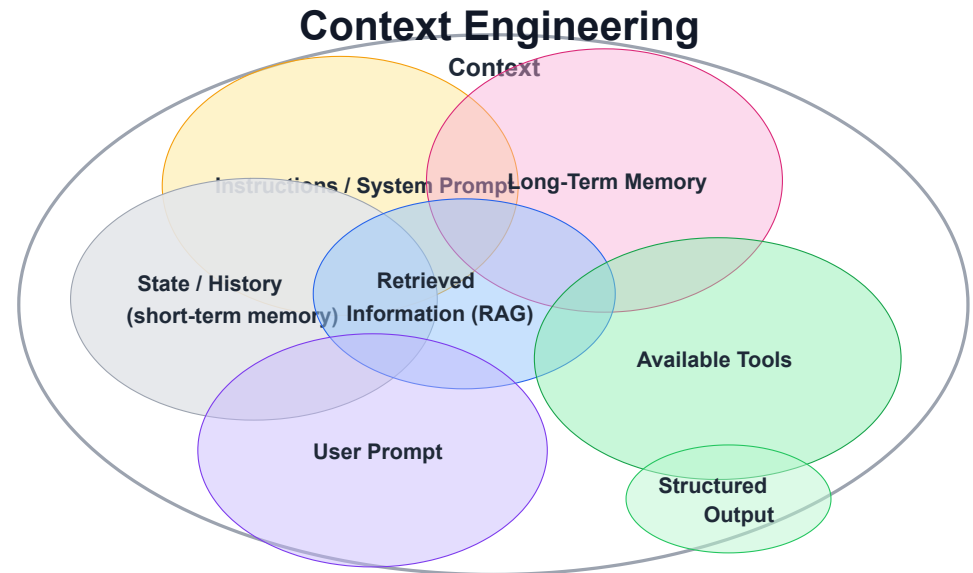 Context Engineering
Context
Instructions / System Prompt
Long-Term Memory
State / History
(short-term memory)
Retrieved
Information (RAG)
Available Tools
User Prompt
Structured
Output